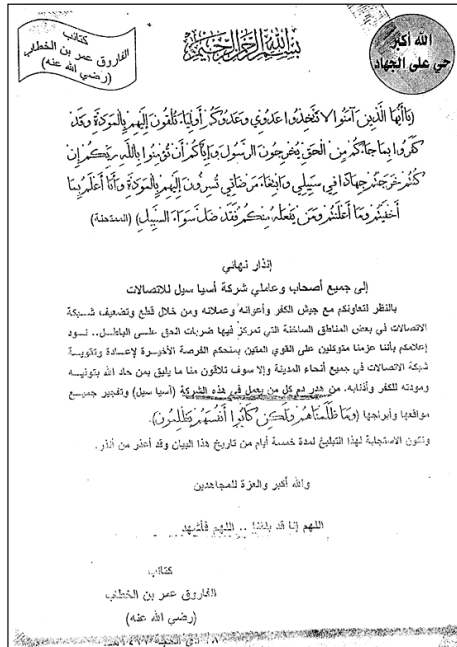 كتائب
الفاروق عمر بن الخطاب
(رضي الله عنه)
بسم الله الرحمن الرحيم
الله أكبر
حي على الجهاد
(يا أيها الذين آمنوا لا تتخذوا عدوي وعدوكم أولياء تلقون إليهم بالمودة وقد
كفروا بما جاءكم من الحق يخرجون الرسول وإياكم أن تؤمنوا بالله ربكم إن
كنتم خرجتم جهادا في سبيلي وابتغاء مرضاتي تسرون إليهم بالمودة وأنا أعلم بما
أخفيتم وما أعلنتم ومن يفعله منكم فقد ضل سواء السبيل) (الممتحنة)
إنذار نهائي
إلى جميع أصحاب وعاملي شركة آسيا سيل للاتصالات
بالنظر لتعاونكم مع جيش الكفر وأعوانه وعملائه ومن خلال قطع وتضعيف شبكة
الاتصالات في بعض المناطق الساخنة التي تمركز فيها ضربات الحق على الباطل.. نود
إعلامكم بأننا عزمنا متوكلين على القوي المتين بمنحكم الفرصة الأخيرة لإعادة وتقوية
شبكة الاتصالات في جميع أنحاء المدينة وإلا سوف تلاقون منا ما يليق بمن حاد الله بتوليه
ومودته للكفر وأذنابه. من هدر دم كل من يعمل في هذه الشركة (آسيا سيل) وتفجير جميع
مواقعها وأبراجها (وما ظلمناهم ولكن كانوا أنفسهم يظلمون).
وتكون الاستجابة لهذا التبليغ لمدة خمسة أيام من تاريخ هذا البيان وقد أعذر من أنذر.
والله أكبر والعزة للمجاهدين
اللهم إنا قد بلغنا .. اللهم فأشهد
كتائب
الفاروق عمر بن الخطاب
(رضي الله عنه)